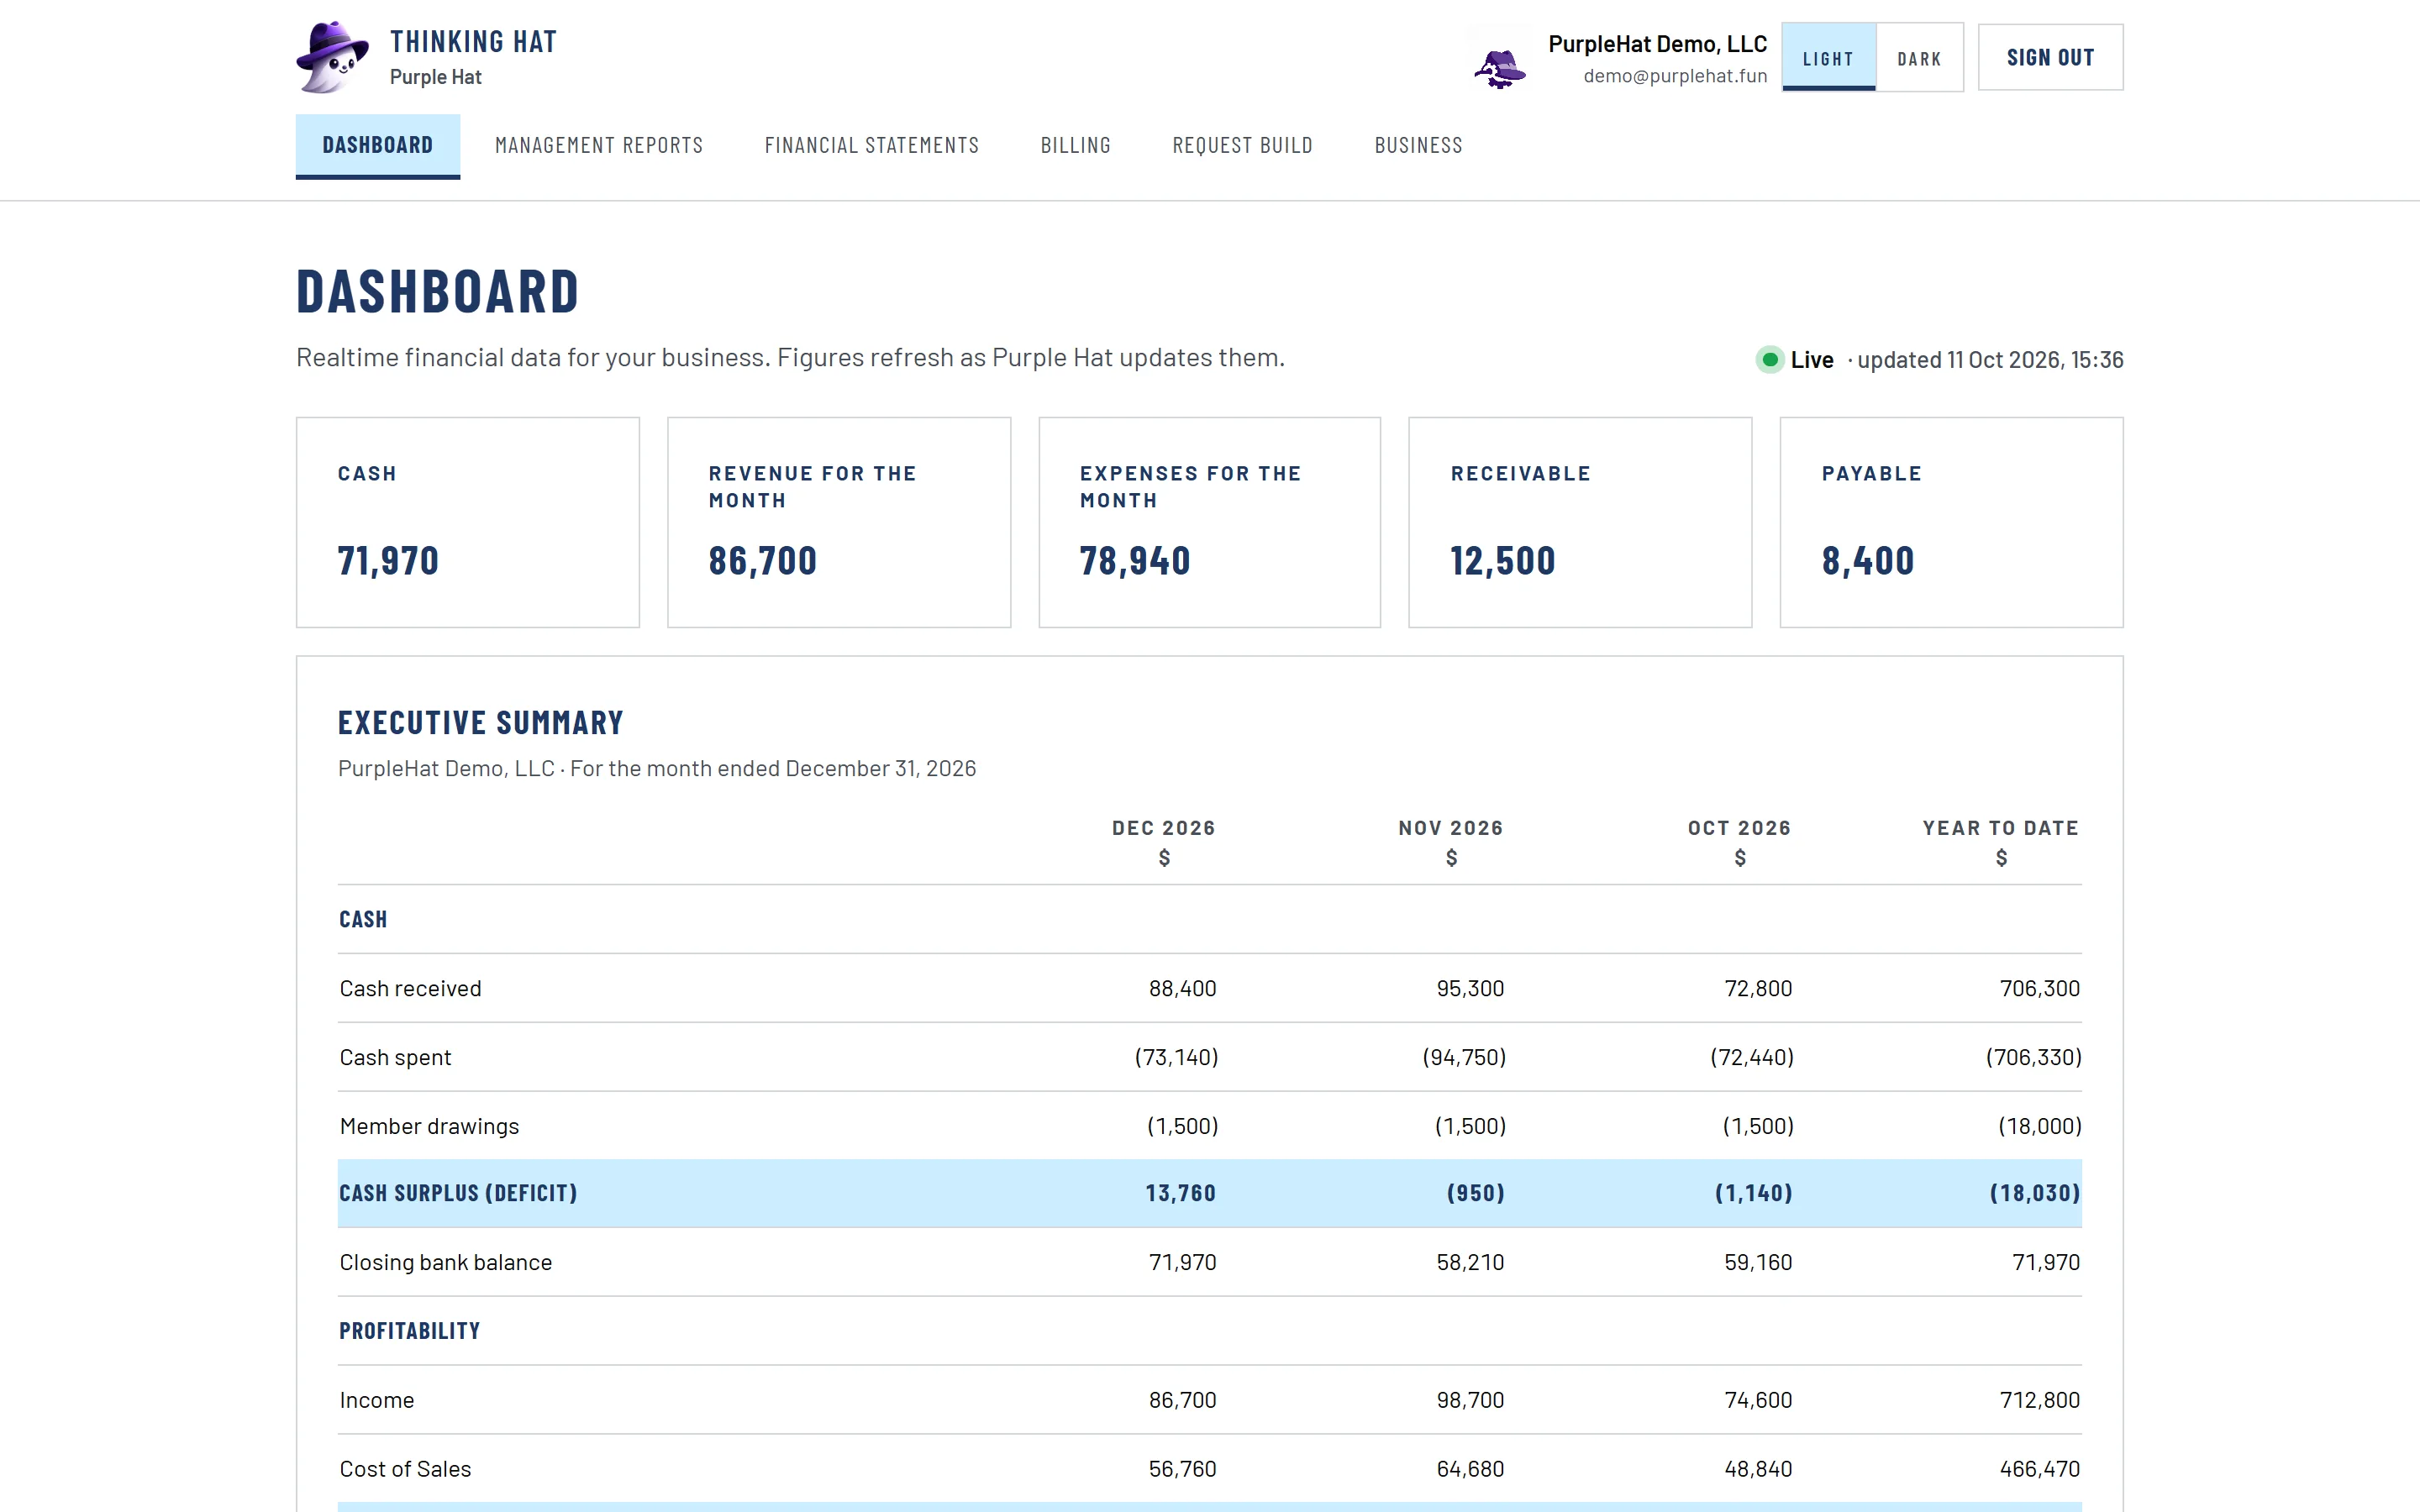 THINKING HAT
Purple Hat
PurpleHat Demo, LLC
demo@purplehat.fun
LIGHT
DARK
SIGN OUT
DASHBOARD
MANAGEMENT REPORTS
FINANCIAL STATEMENTS
BILLING
REQUEST BUILD
BUSINESS
DASHBOARD
Realtime financial data for your business. Figures refresh as Purple Hat updates them.
Live · updated 11 Oct 2026, 15:36
CASH
71,970
REVENUE FOR THE
MONTH
86,700
EXPENSES FOR THE
MONTH
78,940
RECEIVABLE
12,500
PAYABLE
8,400
EXECUTIVE SUMMARY
PurpleHat Demo, LLC · For the month ended December 31, 2026
DEC 2026 NOV 2026 OCT 2026 YEAR TO DATE
$ $ $ $
CASH
Cash received 88,400 95,300 72,800 706,300
Cash spent (73,140) (94,750) (72,440) (706,330)
Member drawings (1,500) (1,500) (1,500) (18,000)
CASH SURPLUS (DEFICIT) 13,760 (950) (1,140) (18,030)
Closing bank balance 71,970 58,210 59,160 71,970
PROFITABILITY
Income 86,700 98,700 74,600 712,800
Cost of Sales 56,760 64,680 48,840 466,470